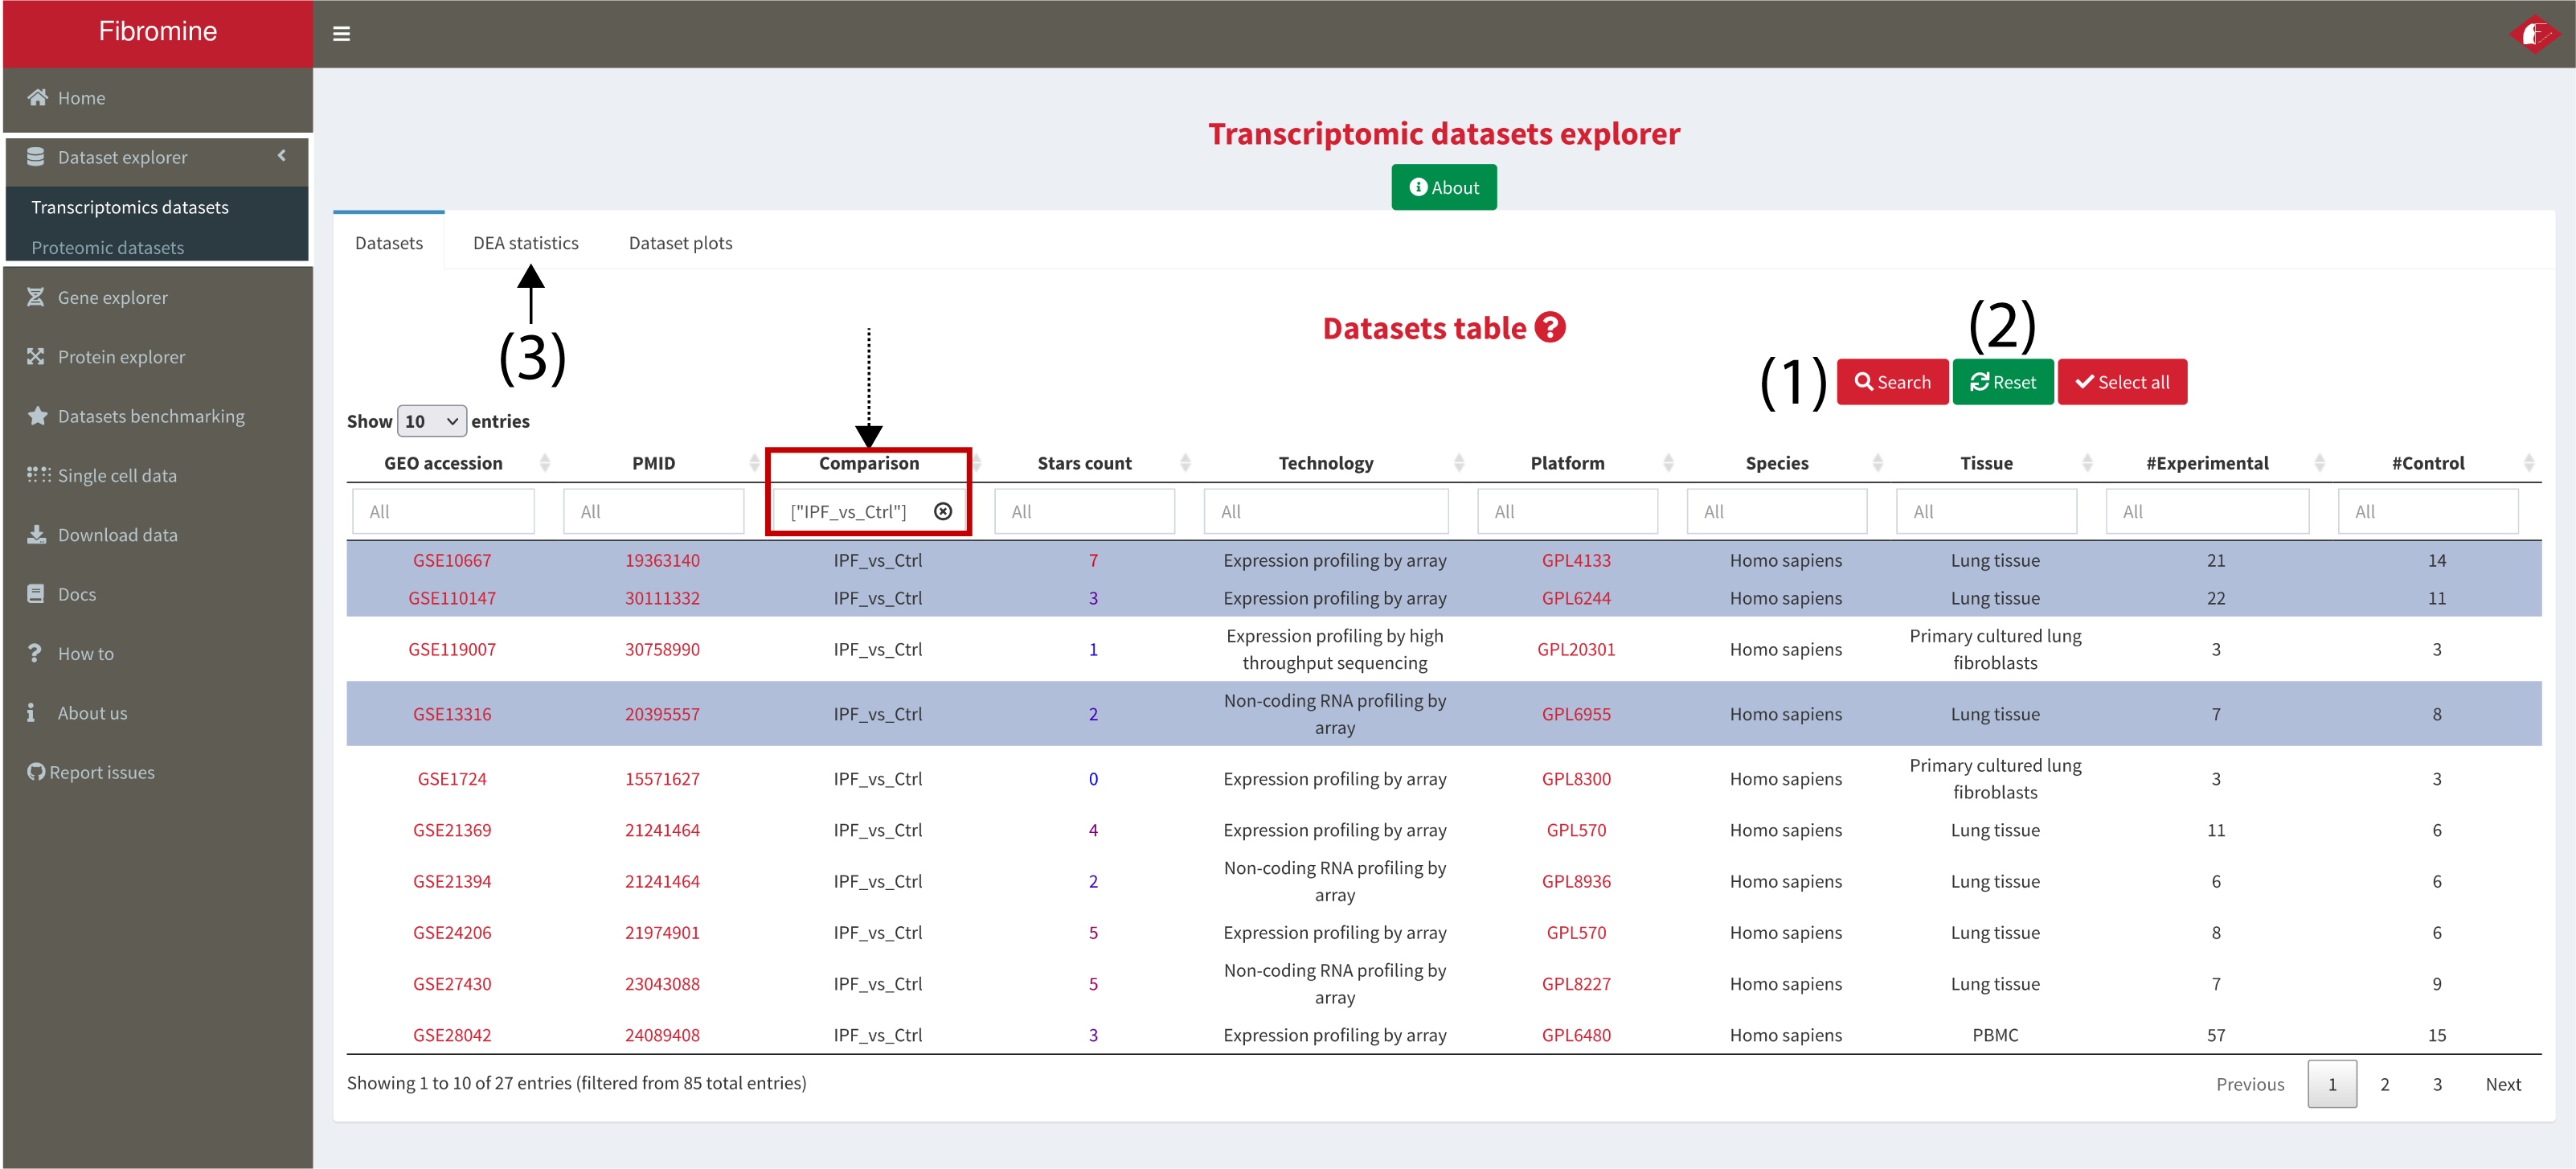 Fibromine
Home
Dataset explorer
Transcriptomics datasets
Proteomic datasets
Gene explorer
Protein explorer
Datasets benchmarking
Single cell data
Download data
Docs
How to
About us
Report issues
Transcriptomic datasets explorer
About
Datasets DEA statistics Dataset plots
(3)
Datasets table
(1) Search (2) Reset Select all
Show 10 entries
GEO accession PMID Comparison Stars count Technology Platform Species Tissue #Experimental #Control
All All ["IPF_vs_Ctrl"] All All All All All All All
GSE10667 19363140 IPF_vs_Ctrl 7 Expression profiling by array GPL4133 Homo sapiens Lung tissue 21 14
GSE110147 30111332 IPF_vs_Ctrl 3 Expression profiling by array GPL6244 Homo sapiens Lung tissue 22 11
GSE119007 30758990 IPF_vs_Ctrl 1 Expression profiling by high throughput sequencing GPL20301 Homo sapiens Primary cultured lung fibroblasts 3 3
GSE13316 20395557 IPF_vs_Ctrl 2 Non-coding RNA profiling by array GPL6955 Homo sapiens Lung tissue 7 8
GSE1724 15571627 IPF_vs_Ctrl 0 Expression profiling by array GPL8300 Homo sapiens Primary cultured lung fibroblasts 3 3
GSE21369 21241464 IPF_vs_Ctrl 4 Expression profiling by array GPL570 Homo sapiens Lung tissue 11 6
GSE21394 21241464 IPF_vs_Ctrl 2 Non-coding RNA profiling by array GPL8936 Homo sapiens Lung tissue 6 6
GSE24206 21974901 IPF_vs_Ctrl 5 Expression profiling by array GPL570 Homo sapiens Lung tissue 8 6
GSE27430 23043088 IPF_vs_Ctrl 5 Non-coding RNA profiling by array GPL8227 Homo sapiens Lung tissue 7 9
GSE28042 24089408 IPF_vs_Ctrl 3 Expression profiling by array GPL6480 Homo sapiens PBMC 57 15
Showing 1 to 10 of 27 entries (filtered from 85 total entries)
Previous 1 2 3 Next